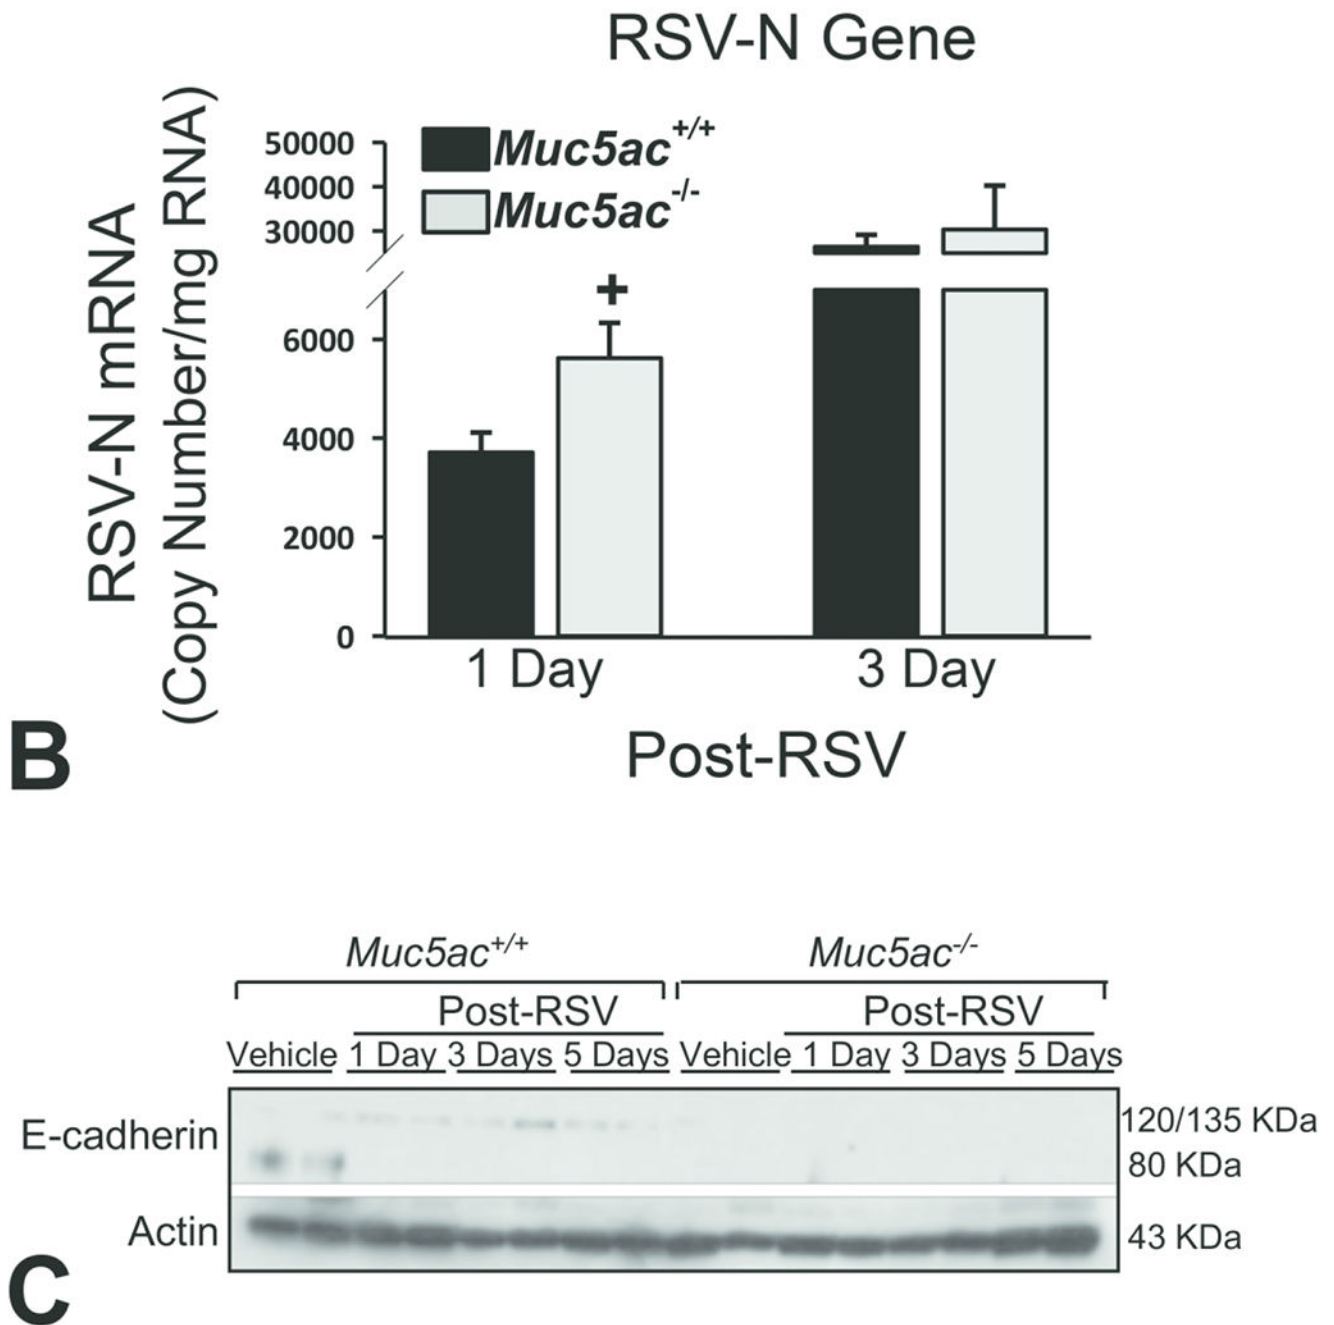 RSV-N Gene
RSV-N mRNA
(Copy Number/mg RNA)
50000
40000
30000
6000
4000
2000
0
Muc5ac+/+
Muc5ac-/-
+
1 Day 3 Day
Post-RSV
B
Muc5ac+/+ Muc5ac-/-
Post-RSV Post-RSV
Vehicle 1 Day 3 Days 5 Days Vehicle 1 Day 3 Days 5 Days
E-cadherin
120/135 KDa
80 KDa
Actin
43 KDa
C